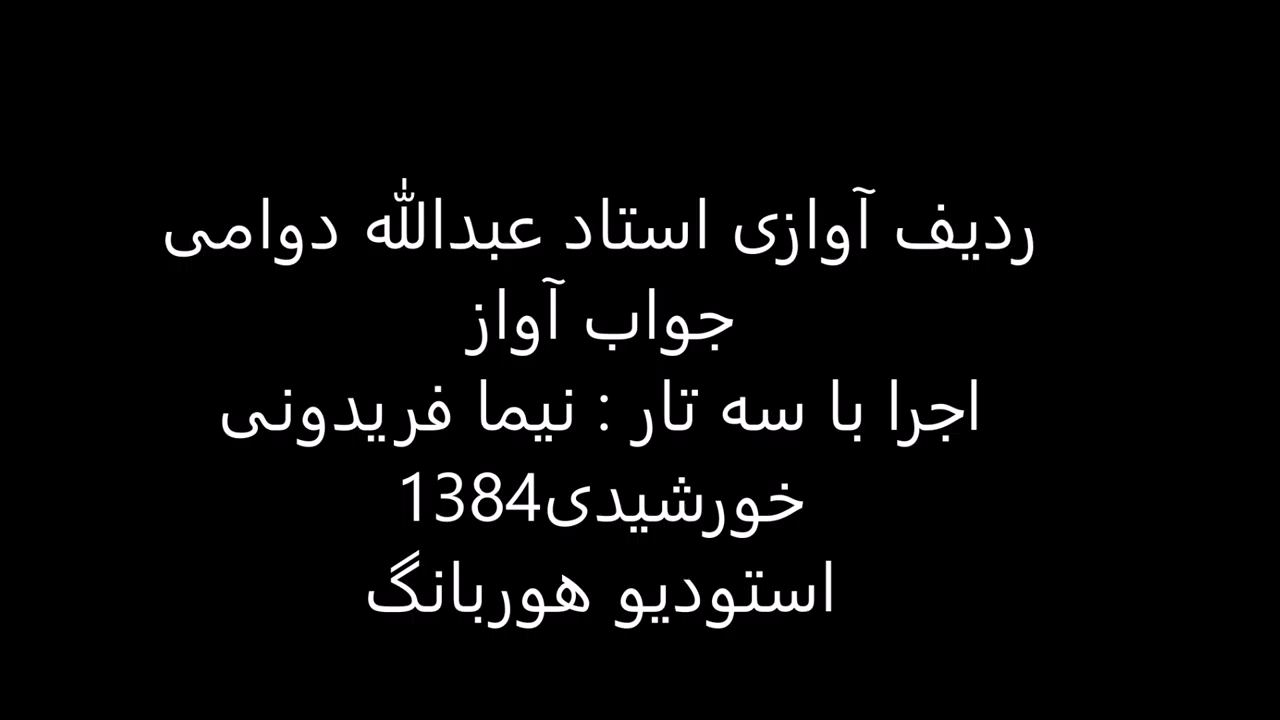 ردیف آوازی استاد عبدالله دوامی
جواب آواز
اجرا با سه تار : نیما فریدونی
خورشیدی1384
استودیو هوربانگ